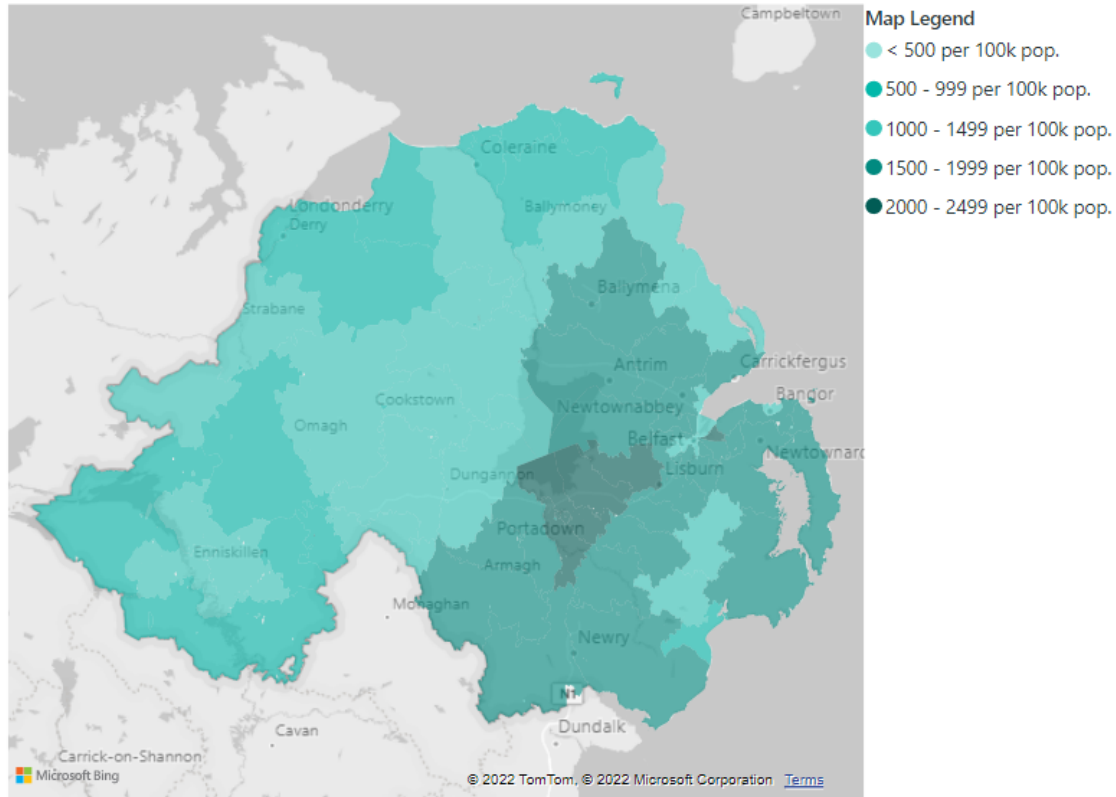 Campbeltown
Map Legend
< 500 per 100k pop.
500 - 999 per 100k pop.
1000 - 1499 per 100k pop.
1500 - 1999 per 100k pop.
2000 - 2499 per 100k pop.
Coleraine
Londonderry
Derry
Ballymoney
Ballymena
Strabane
Antrim
Carrickfergus
Bangor
Cookstown
Newtownabbey
Omagh
Belfast
Newtownard
Dungannon
Lisburn
Portadown
Enniskillen
Armagh
Monaghan
Newry
N1
Cavan
Dundalk
Carrick-on-Shannon
Microsoft Bing
© 2022 TomTom, © 2022 Microsoft Corporation Terms